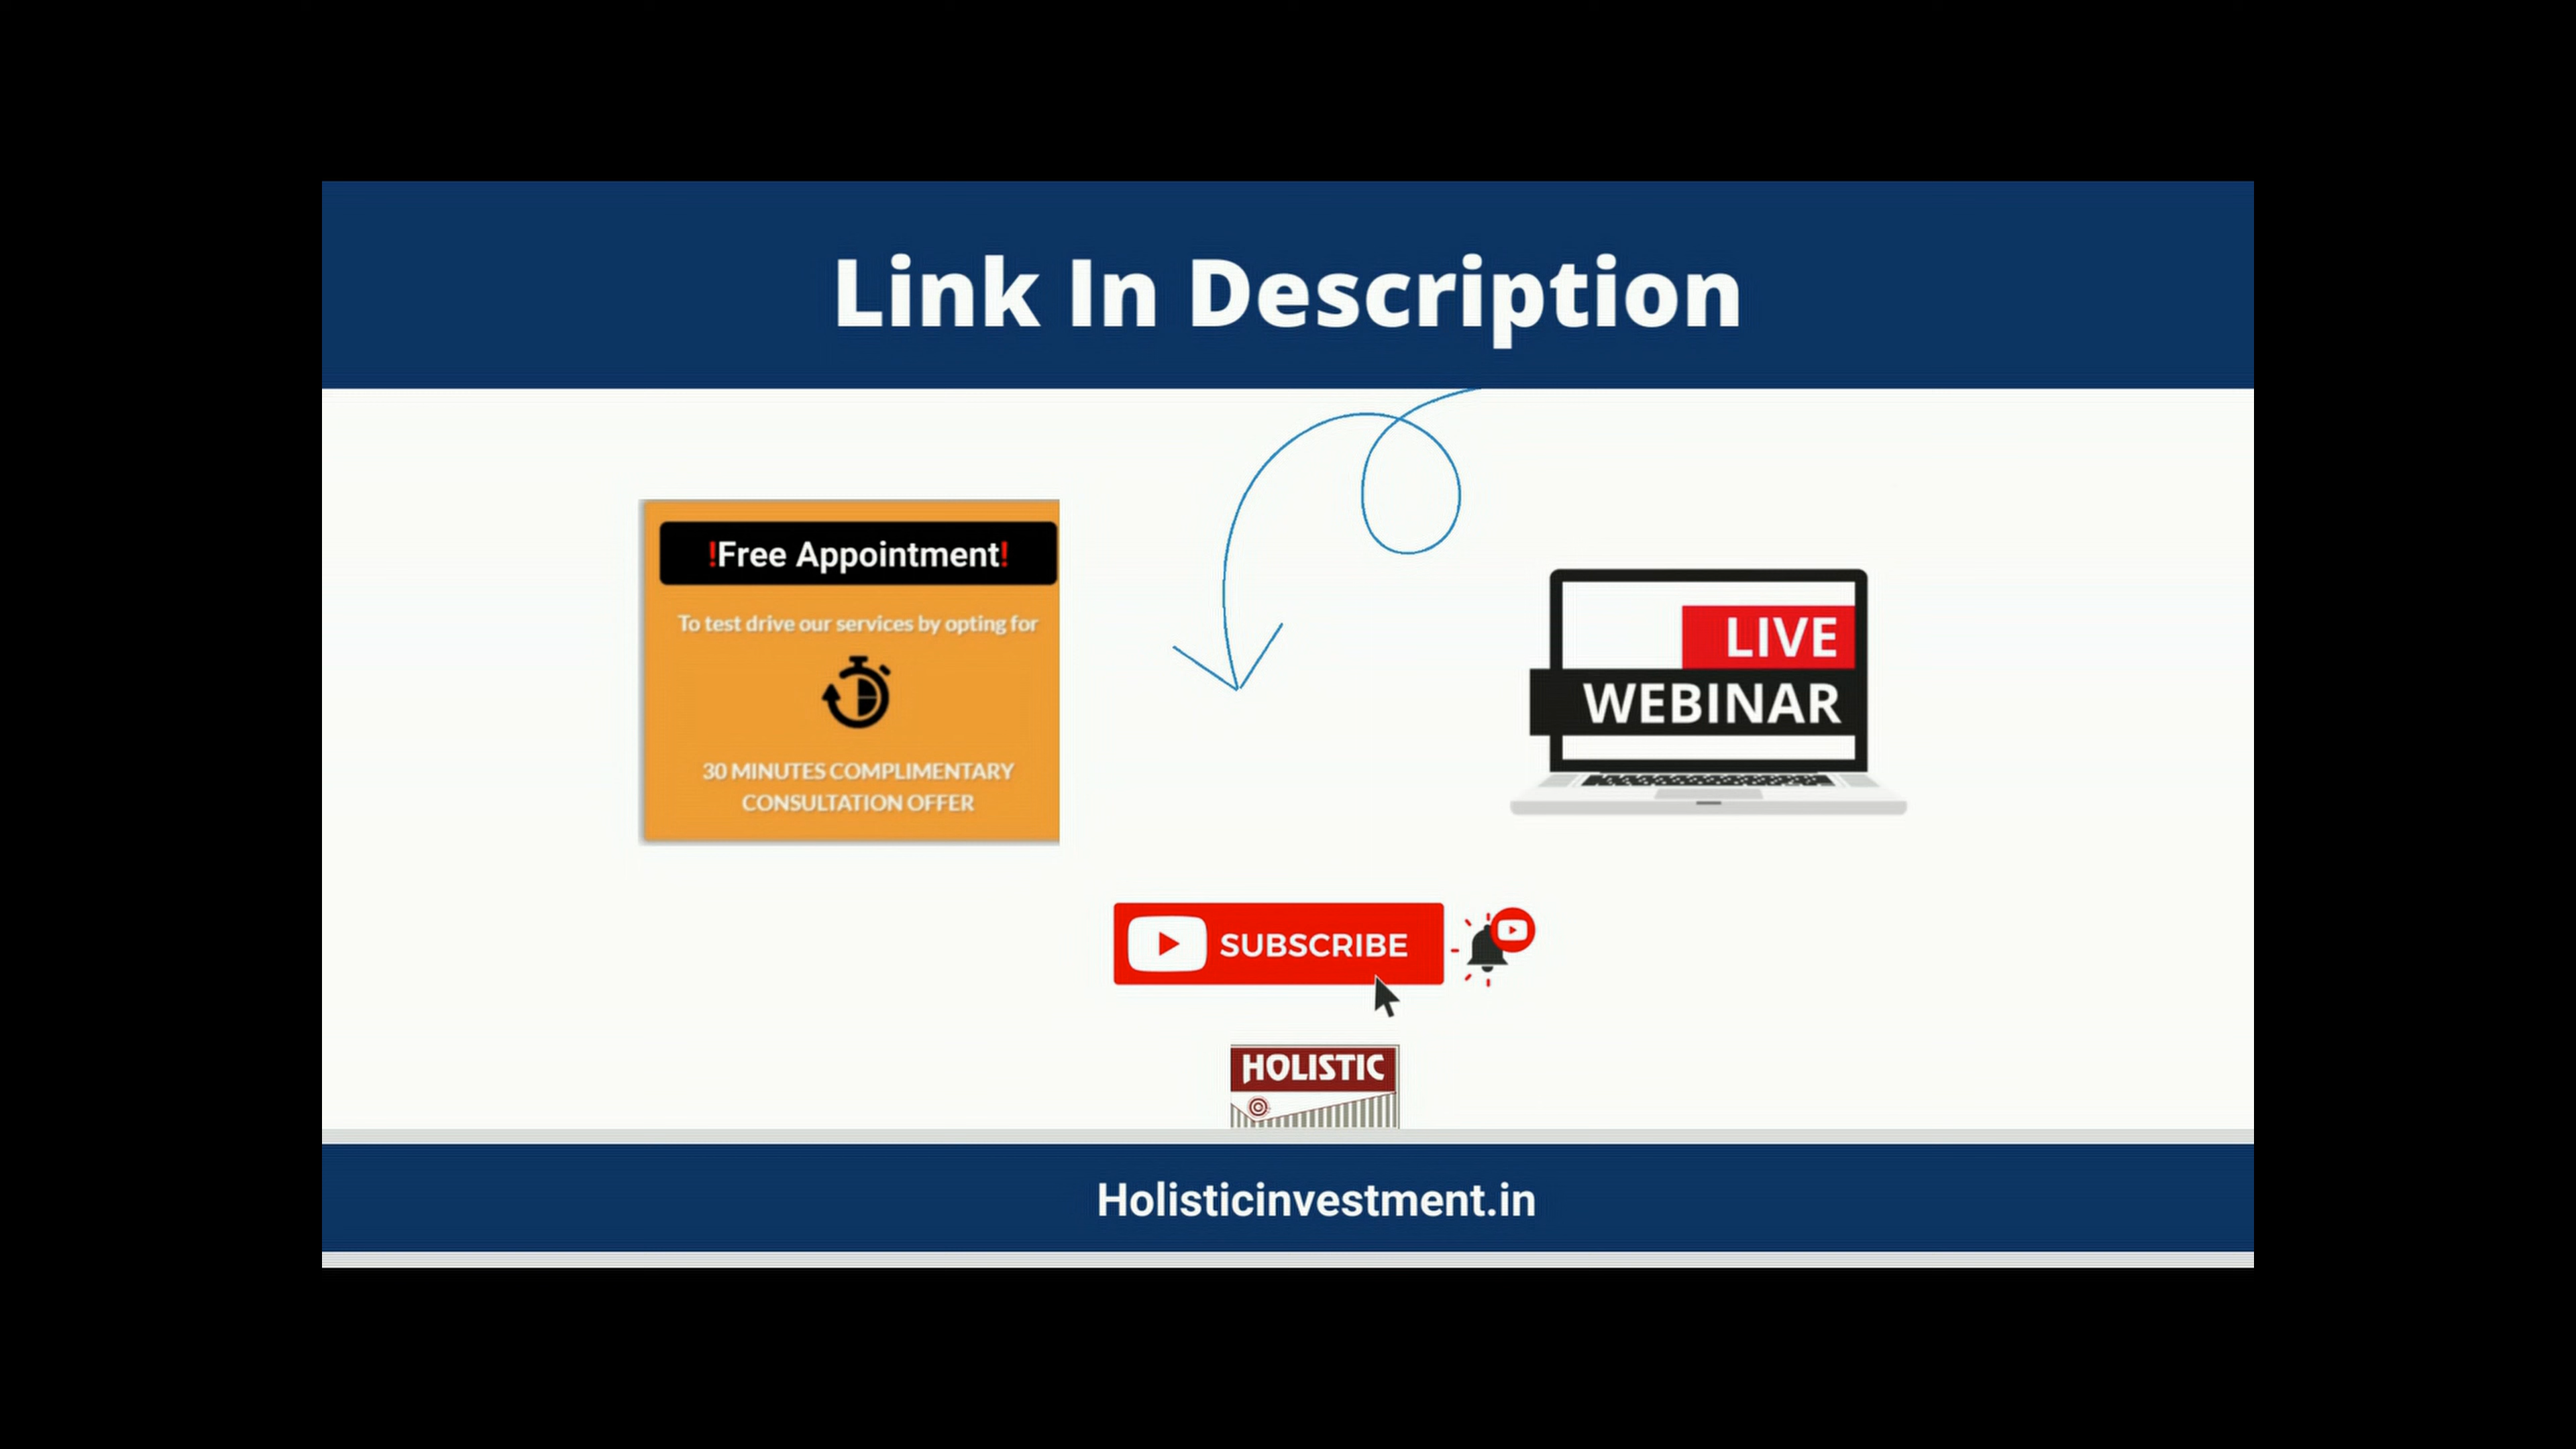 Link In Description
!Free Appointment!
To test drive our services by opting for
30 MINUTES COMPLIMENTARY
CONSULTATION OFFER
LIVE
WEBINAR
SUBSCRIBE
HOLISTIC
Holisticinvestment.in